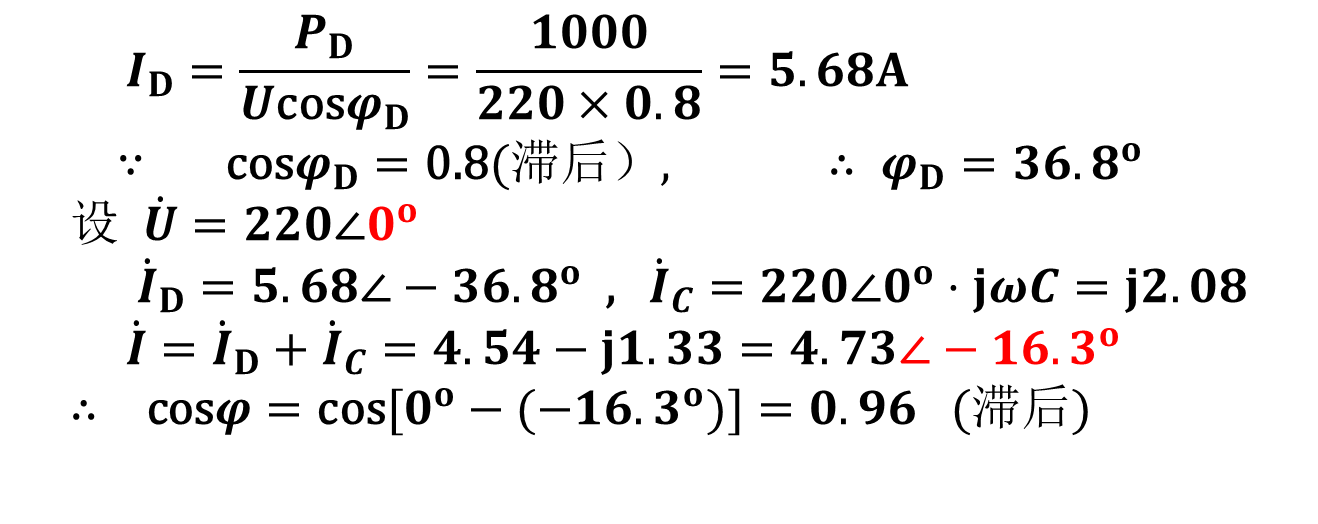 I_D = P_D / Ucosφ_D = 1000 / 220 × 0.8 = 5.68A
∵ cosφ_D = 0.8(滞后）, ∴ φ_D = 36.8°
设 U̇ = 220∠0°
İ_D = 5.68∠ − 36.8° , İ_C = 220∠0° · jωC = j2.08
İ = İ_D + İ_C = 4.54 − j1.33 = 4.73∠ − 16.3°
∴ cosφ = cos[0° − (−16.3°)] = 0.96 (滞后)